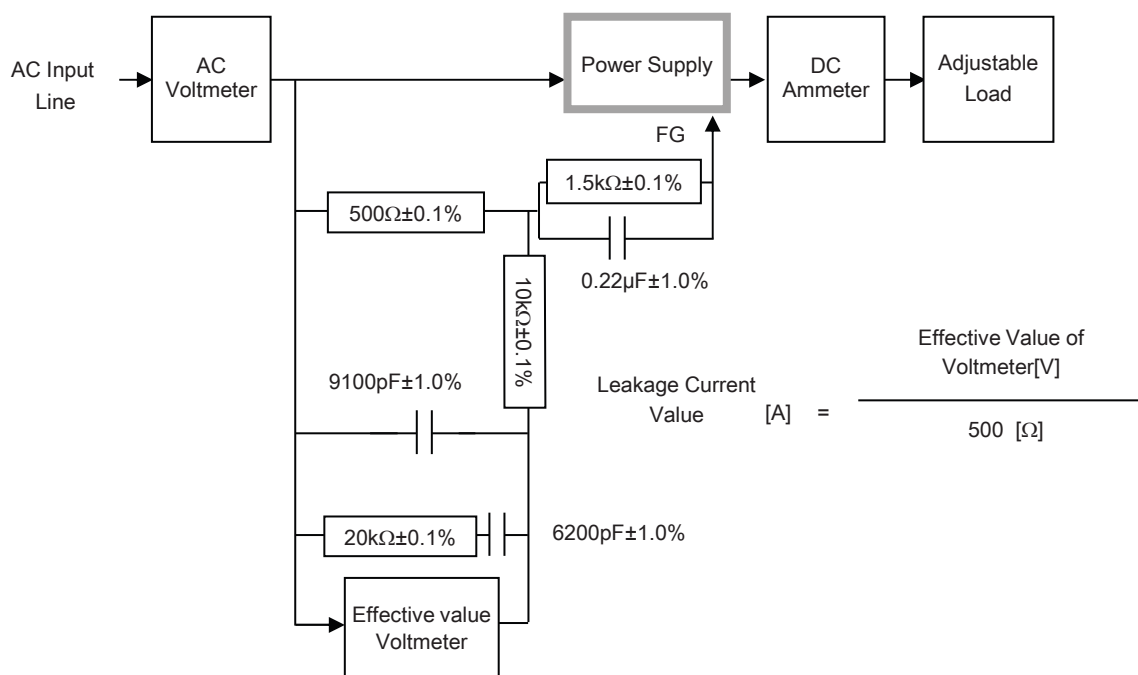 AC Input
Line
AC
Voltmeter
Power Supply
DC
Ammeter
Adjustable
Load
FG
1.5kΩ±0.1%
500Ω±0.1%
0.22µF±1.0%
10kΩ±0.1%
9100pF±1.0%
Leakage Current
Value [A] =
Effective Value of
Voltmeter[V]
500 [Ω]
20kΩ±0.1%
6200pF±1.0%
Effective value
Voltmeter